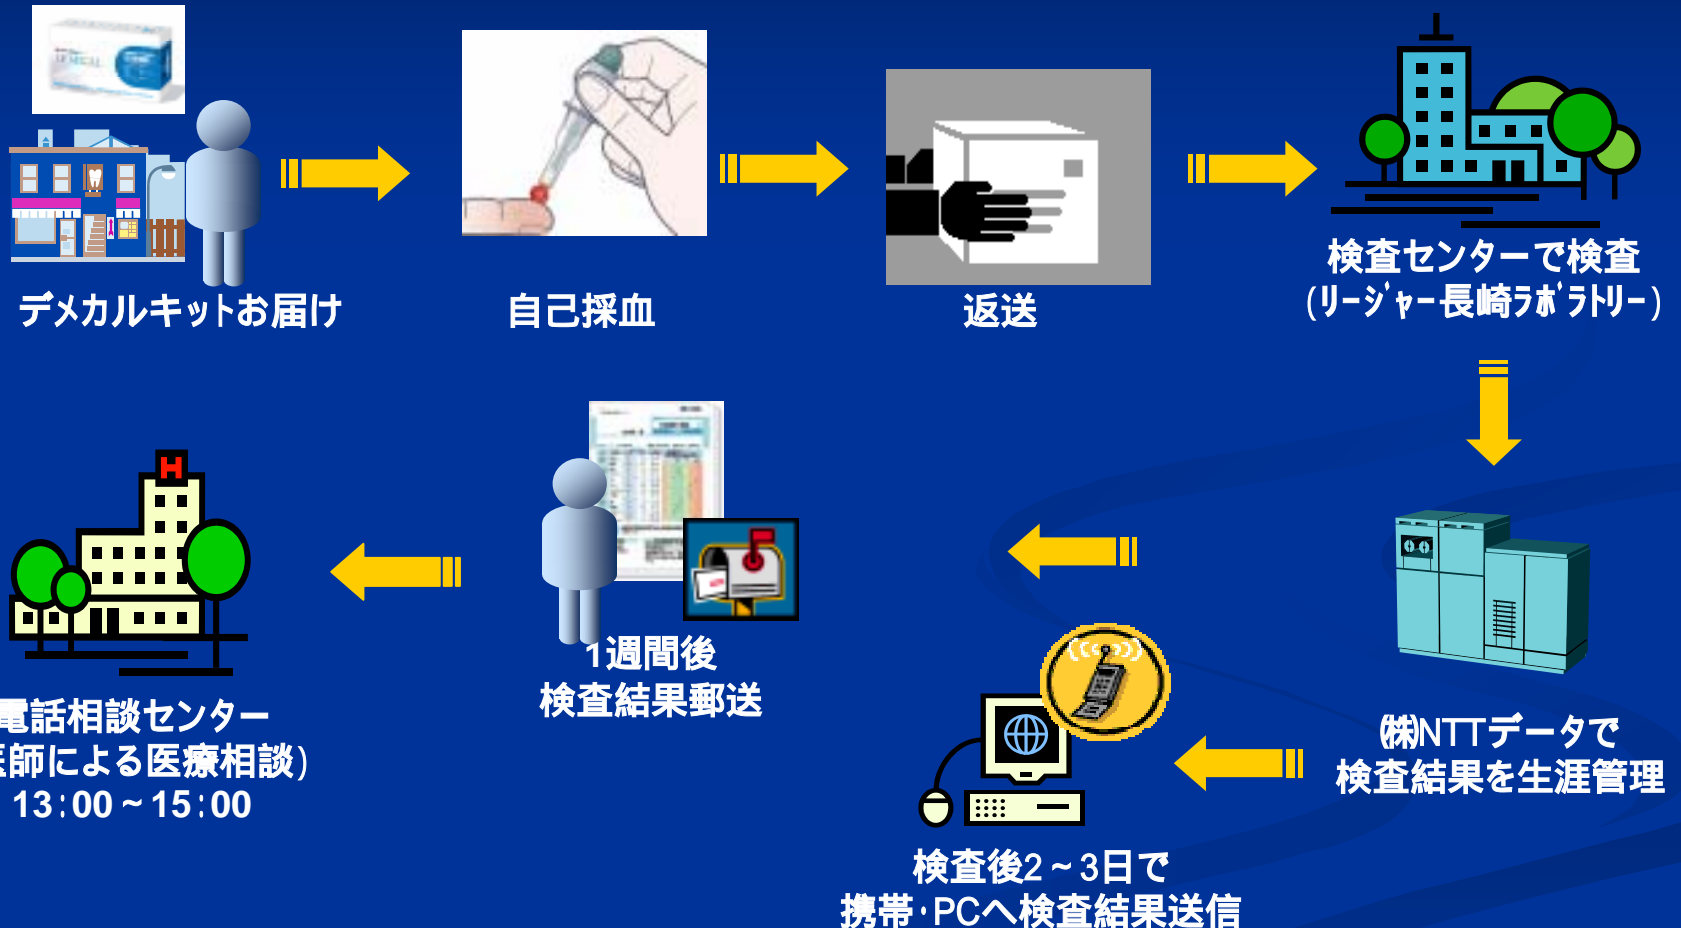 デメカルキットお届け
自己採血
返送
検査センターで検査
(リージャー長崎ラボラトリー)
㈱NTTデータで
検査結果を生涯管理
検査後2～3日で
携帯・PCへ検査結果送信
1週間後
検査結果郵送
電話相談センター
医師による医療相談)
13:00～15:00
H